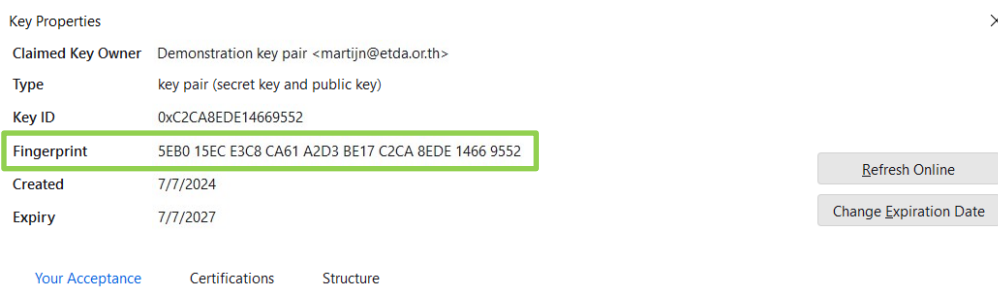 Key Properties
Claimed Key Owner Demonstration key pair <martijn@etda.or.th>
Type key pair (secret key and public key)
Key ID 0xC2CA8EDE14669552
Fingerprint 5EB0 15EC E3C8 CA61 A2D3 BE17 C2CA 8EDE 1466 9552
Created 7/7/2024
Expiry 7/7/2027
Refresh Online
Change Expiration Date
Your Acceptance Certifications Structure